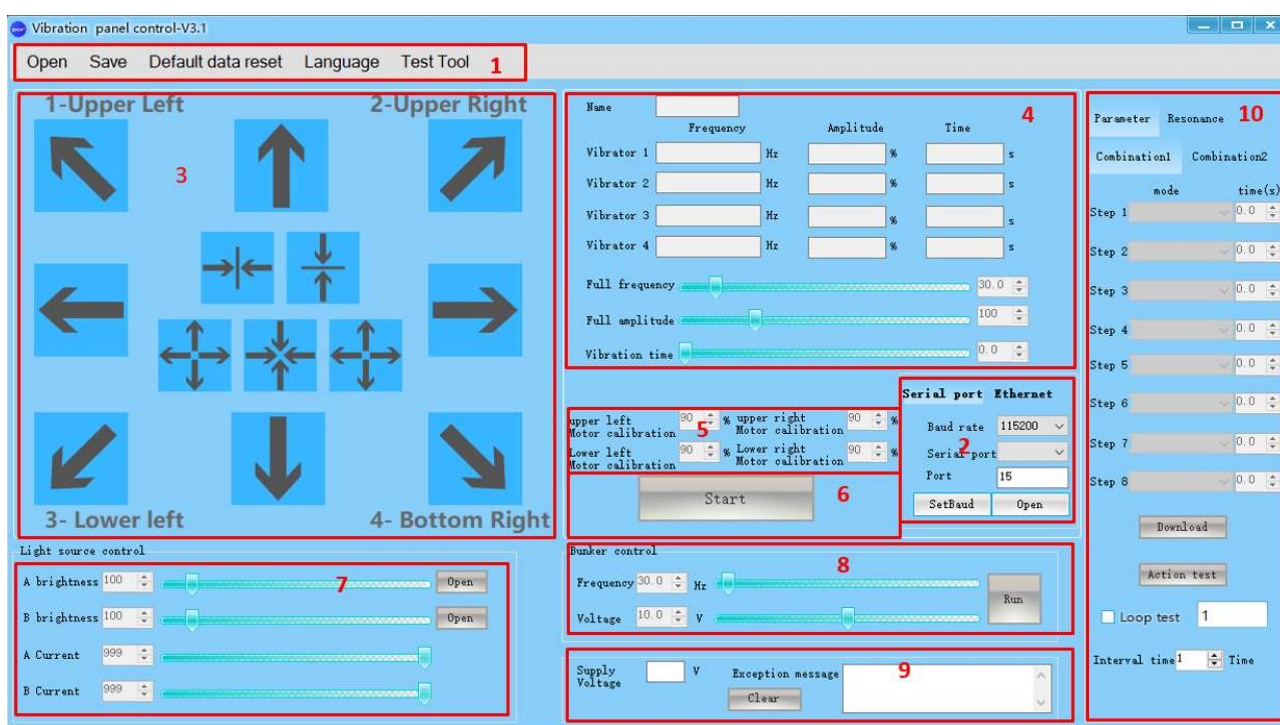 Vibration panel control-V3.1
Open Save Default data reset Language Test Tool 1
1-Upper Left 2-Upper Right
3
3- Lower left 4- Bottom Right
Name 4
Frequency Amplitude Time
Vibrator 1 Hz % s
Vibrator 2 Hz % s
Vibrator 3 Hz % s
Vibrator 4 Hz % s
Full frequency 30.0
Full amplitude 100
Vibration time 0.0
upper left Motor calibration 90 % upper right Motor calibration 90 %
5
Lower left Motor calibration 90 % Lower right Motor calibration 90 %
Start 6
Serial port Ethernet
Baud rate 115200
Serial port 2
Port 15
SetBaud Open
Light source control
A brightness 100 7 Open
B brightness 100 Open
A Current 999
B Current 999
Bunker control
8
Frequency 30.0 Hz
Voltage 10.0 V
Run
Supply Voltage V Exception message 9
Clear
Parameter Resonance 10
Combination1 Combination2
mode time(s)
Step 1 0.0
Step 2 0.0
Step 3 0.0
Step 4 0.0
Step 5 0.0
Step 6 0.0
Step 7 0.0
Step 8 0.0
Download
Action test
Loop test 1
Interval time 1 Time